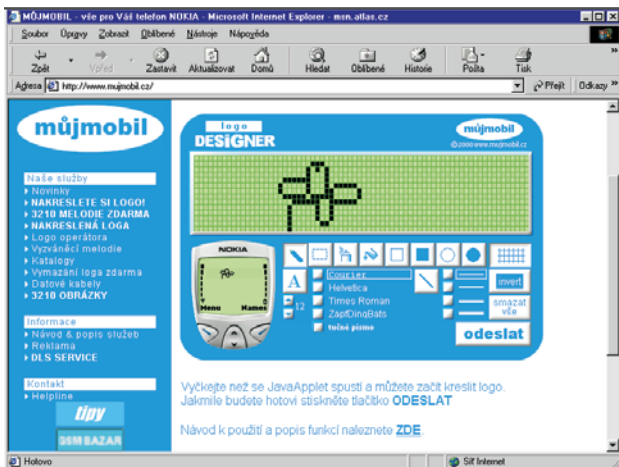 MŮJMOBIL - vše pro Váš telefon NOKIA - Microsoft Internet Explorer - msn.atlas.cz
Soubor Úpravy Zobrazit Oblíbené Nástroje Nápověda
Zpět Vpřed Zastavit Aktualizovat Domů Hledat Oblíbené Historie Pošta Tisk
Adresa http://www.mujmobil.cz/ Přejít Odkazy
můjmobil
Naše služby
Novinky
NAKRESLETE SI LOGO!
3210 MELODIE ZDARMA
NAKRESLENÁ LOGA
Logo operátora
Vyzváněcí melodie
Katalogy
Vymazání loga zdarma
Datové kabely
3210 OBRÁZKY
Informace
Návod & popis služeb
Reklama
DLS SERVICE
Kontakt
Helpline
tipy
GSM BAZAR
logo
DESIGNER
můjmobil
©2000 www.mujmobil.cz
NOKIA
Menu Names
A
12
Courier
Helvetica
Times Roman
ZapfDingBats
tučné písmo
invert
smazat
vše
odeslat
Vyčkejte než se JavaApplet spustí a můžete začít kreslit logo.
Jakmile budete hotovi stiskněte tlačítko ODESLAT
Návod k použití a popis funkcí naleznete ZDE.
Hotovo
Síť Internet